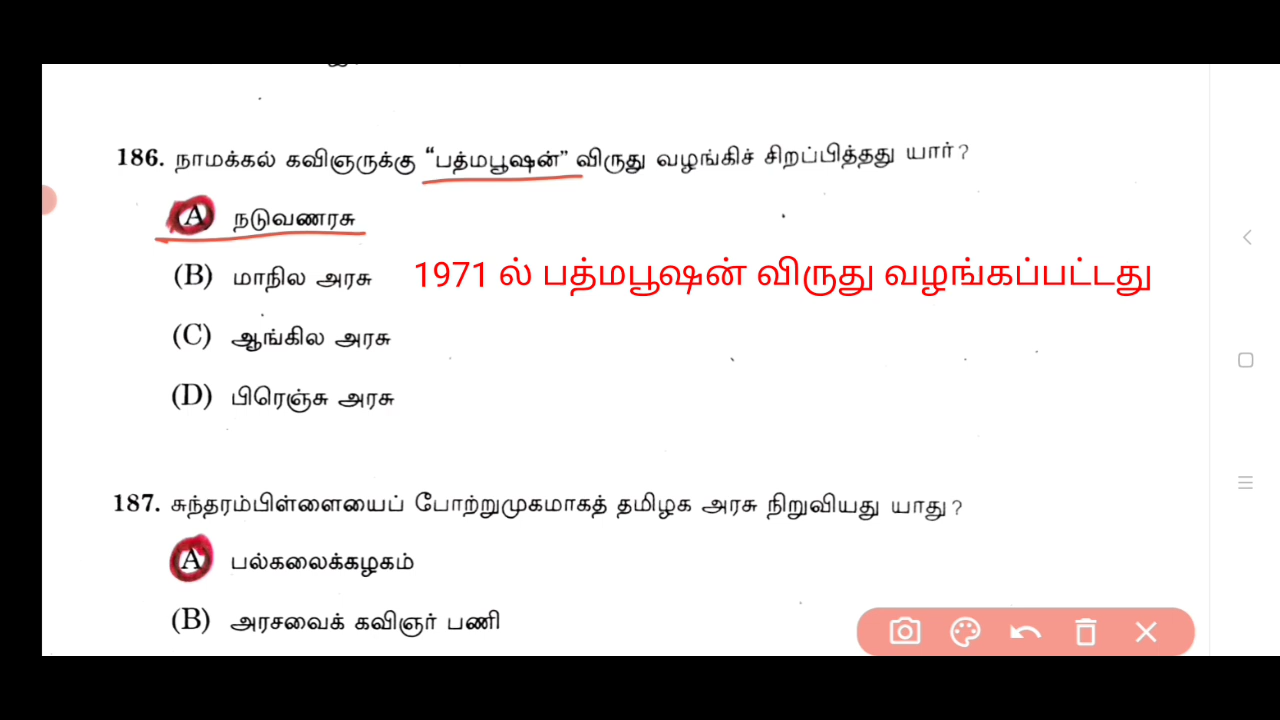 186. நாமக்கல் கவிஞருக்கு “பத்மபூஷன்” விருது வழங்கிச் சிறப்பித்தது யார்?
(A) நடுவணரசு
(B) மாநில அரசு
1971 ல் பத்மபூஷன் விருது வழங்கப்பட்டது
(C) ஆங்கில அரசு
(D) பிரெஞ்சு அரசு
187. சுந்தரம்பிள்ளையைப் போற்றுமுகமாகத் தமிழக அரசு நிறுவியது யாது?
(A) பல்கலைக்கழகம்
(B) அரசவைக் கவிஞர் பணி